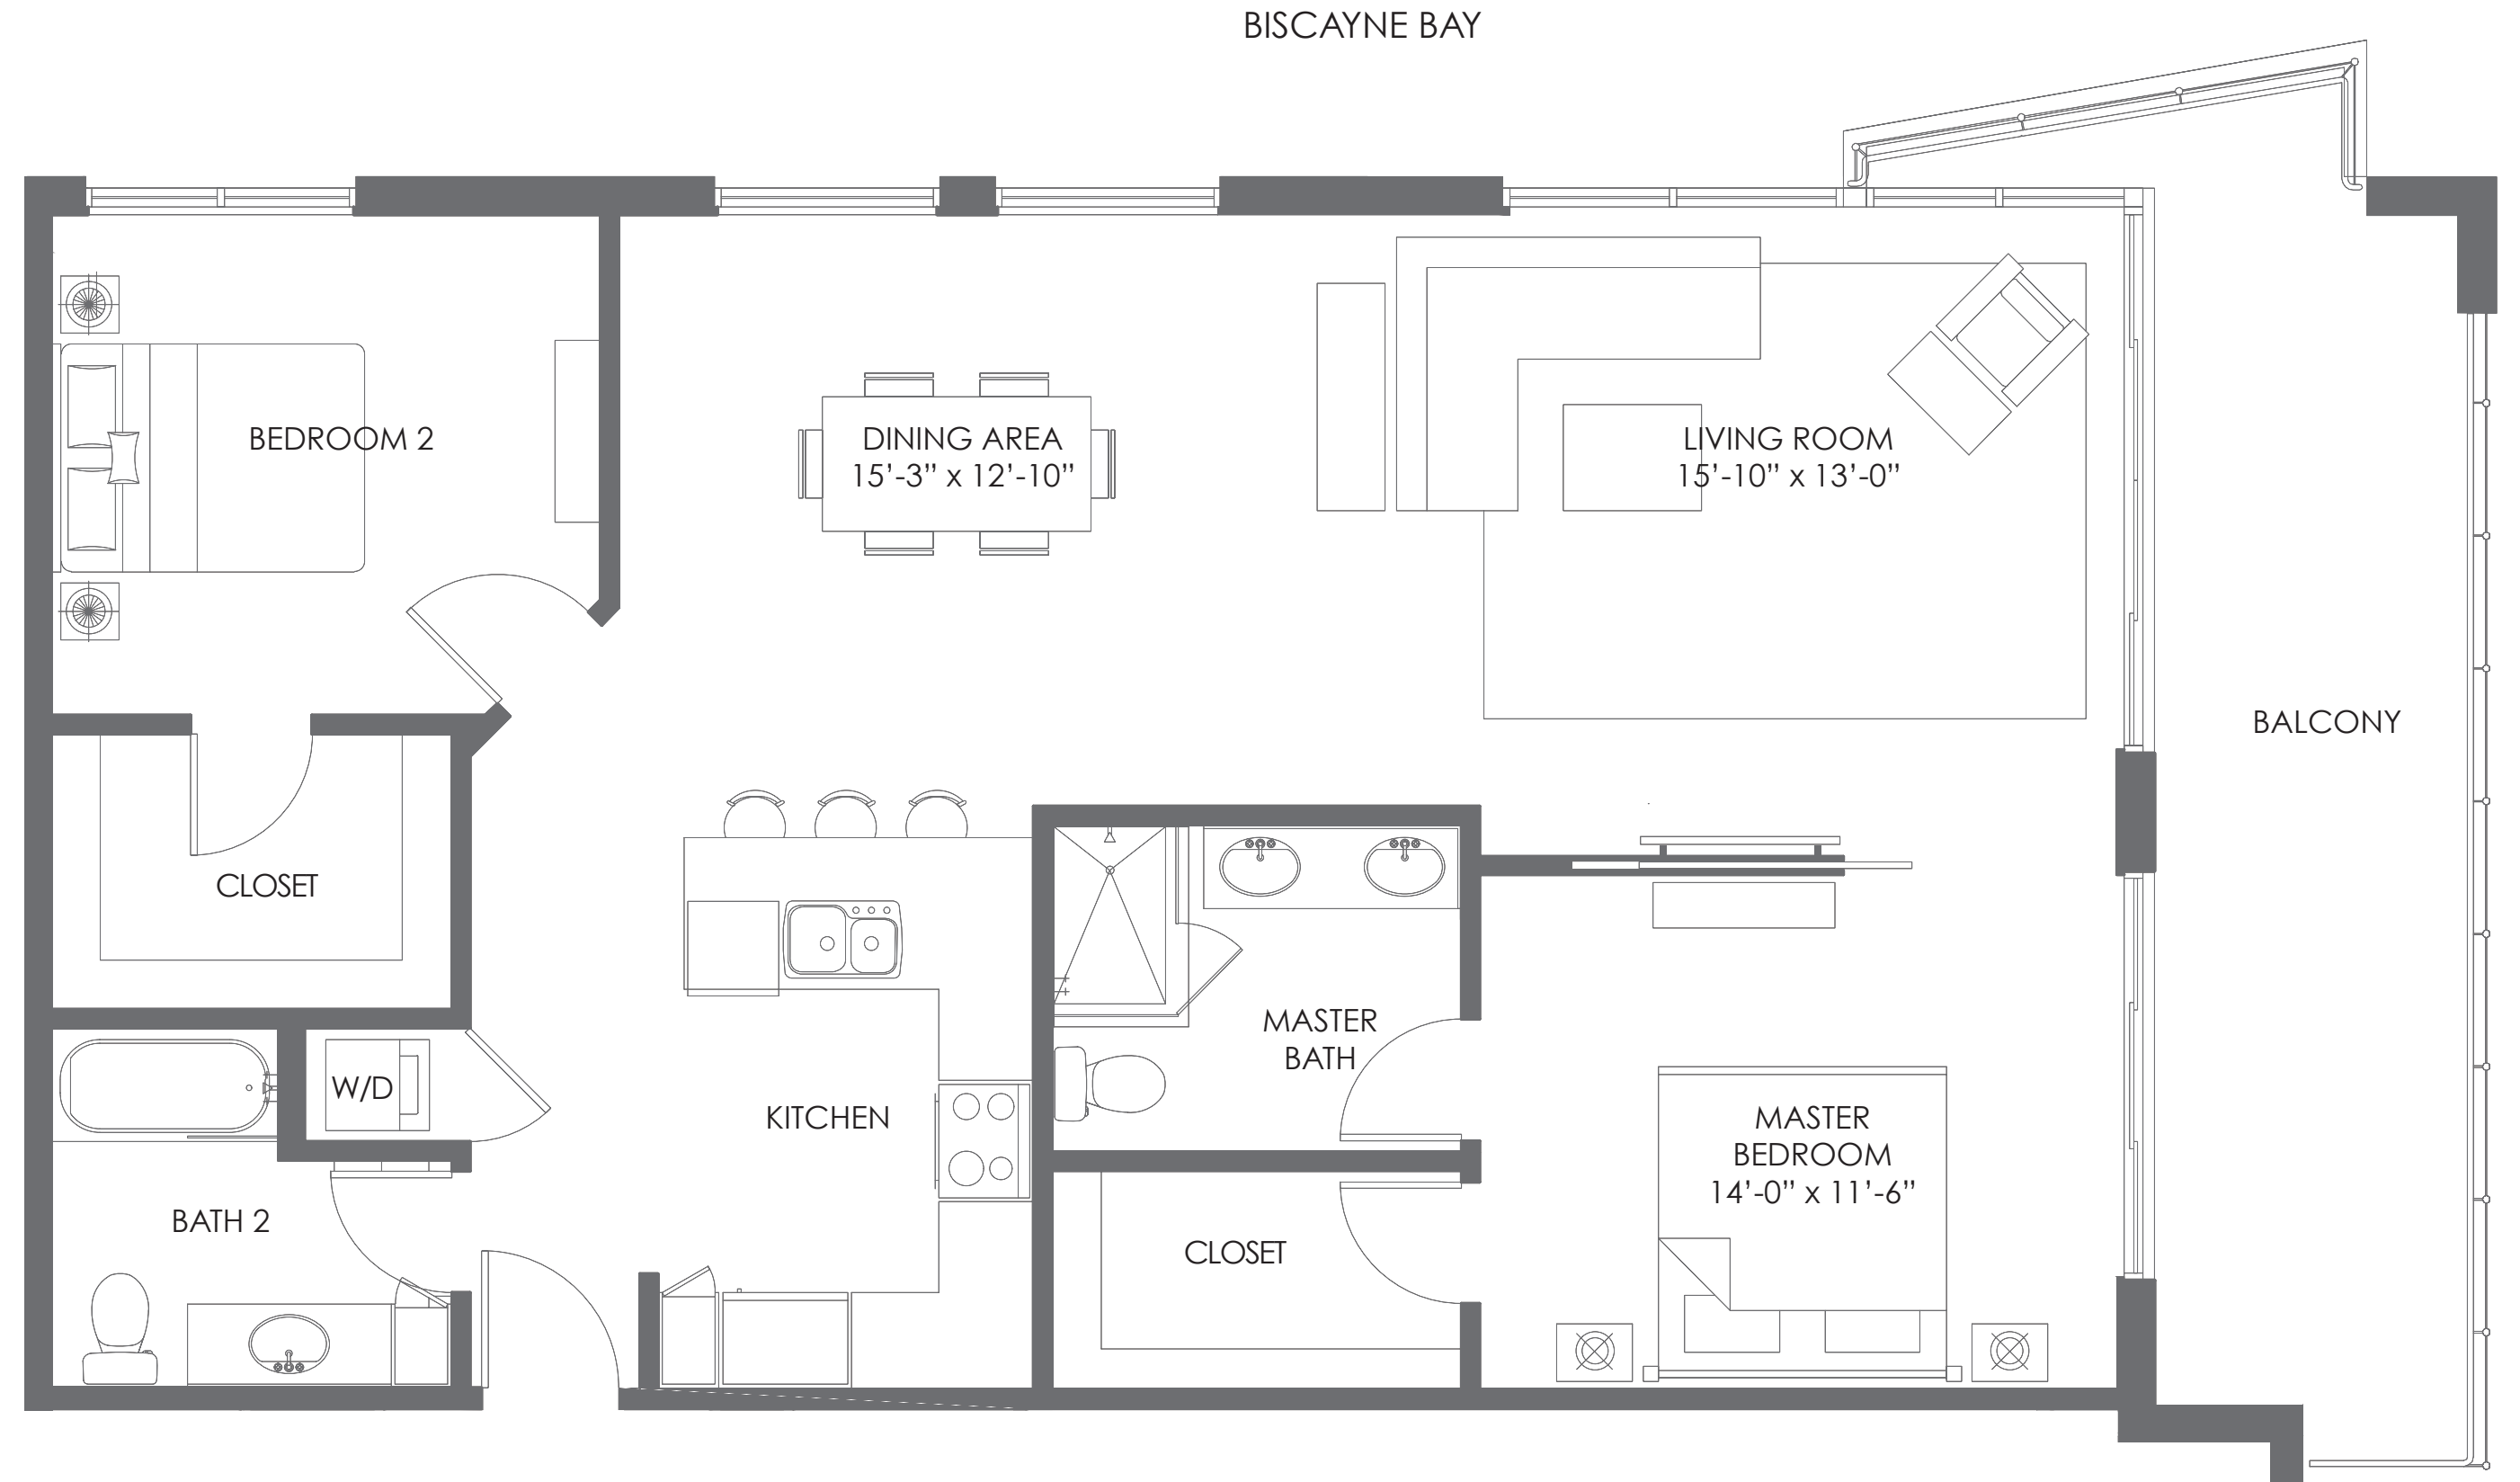 BISCAYNE BAY
BEDROOM 2
DINING AREA
15’-3” x 12’-10”
LIVING ROOM
15’-10” x 13’-0”
BALCONY
CLOSET
MASTER
BATH
W/D
KITCHEN
MASTER
BEDROOM
14’-0” x 11’-6”
BATH 2
CLOSET